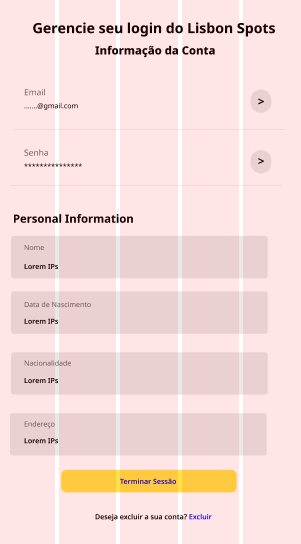 Gerencie seu login do Lisbon Spots
Informação da Conta
Email
.......@gmail.com
>
Senha
***************
>
Personal Information
Nome
Lorem IPs
Data de Nascimento
Lorem IPs
Nacionalidade
Lorem IPs
Endereço
Lorem IPs
Terminar Sessão
Deseja excluir a sua conta? Excluir